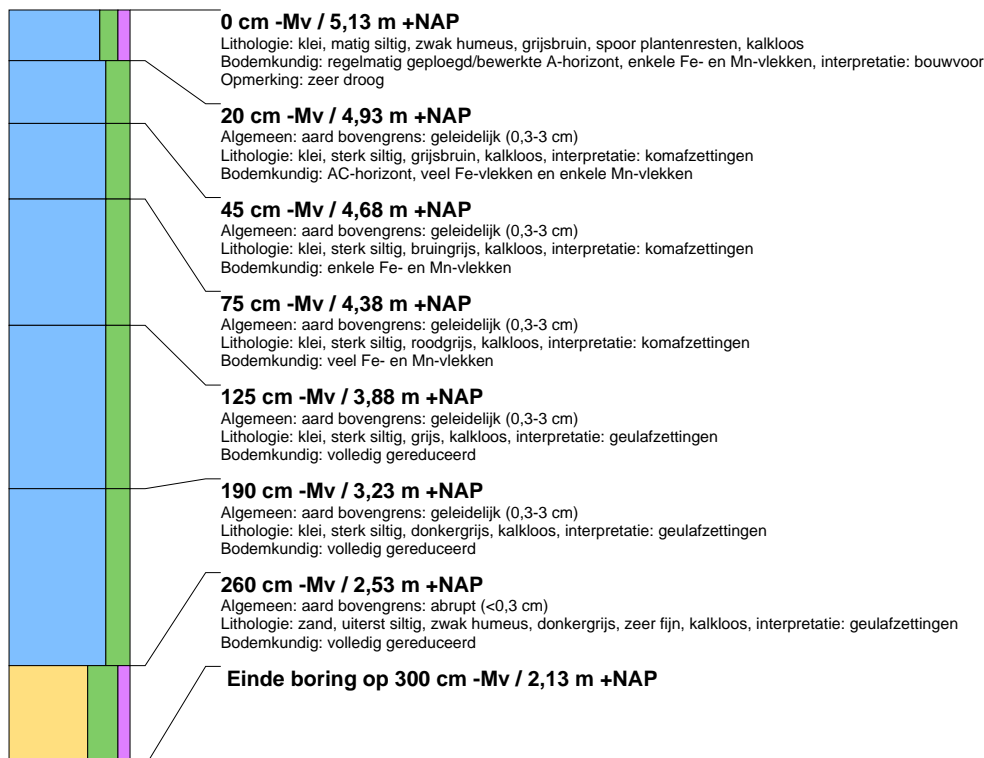 0 cm -Mv / 5,13 m +NAP
Lithologie: klei, matig siltig, zwak humeus, grijsbruin, spoor plantenresten, kalkloos
Bodemkundig: regelmatig geploegd/bewerkte A-horizont, enkele Fe- en Mn-vlekken, interpretatie: bouwvoor
Opmerking: zeer droog
20 cm -Mv / 4,93 m +NAP
Algemeen: aard bovengrens: geleidelijk (0,3-3 cm)
Lithologie: klei, sterk siltig, grijsbruin, kalkloos, interpretatie: komafzettingen
Bodemkundig: AC-horizont, veel Fe-vlekken en enkele Mn-vlekken
45 cm -Mv / 4,68 m +NAP
Algemeen: aard bovengrens: geleidelijk (0,3-3 cm)
Lithologie: klei, sterk siltig, bruingrijs, kalkloos, interpretatie: komafzettingen
Bodemkundig: enkele Fe- en Mn-vlekken
75 cm -Mv / 4,38 m +NAP
Algemeen: aard bovengrens: geleidelijk (0,3-3 cm)
Lithologie: klei, sterk siltig, roodgrijs, kalkloos, interpretatie: komafzettingen
Bodemkundig: veel Fe- en Mn-vlekken
125 cm -Mv / 3,88 m +NAP
Algemeen: aard bovengrens: geleidelijk (0,3-3 cm)
Lithologie: klei, sterk siltig, grijs, kalkloos, interpretatie: geulafzettingen
Bodemkundig: volledig gereduceerd
190 cm -Mv / 3,23 m +NAP
Algemeen: aard bovengrens: geleidelijk (0,3-3 cm)
Lithologie: klei, sterk siltig, donkergrijs, kalkloos, interpretatie: geulafzettingen
Bodemkundig: volledig gereduceerd
260 cm -Mv / 2,53 m +NAP
Algemeen: aard bovengrens: abrupt (<0,3 cm)
Lithologie: zand, uiterst siltig, zwak humeus, donkergrijs, zeer fijn, kalkloos, interpretatie: geulafzettingen
Bodemkundig: volledig gereduceerd
Einde boring op 300 cm -Mv / 2,13 m +NAP